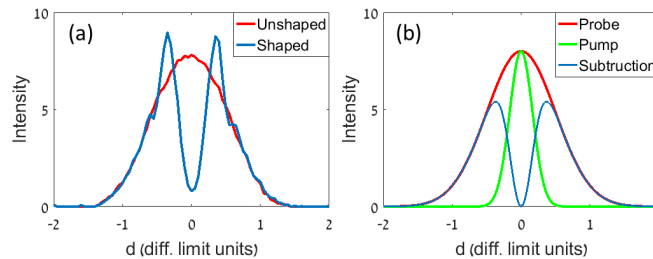 (a)
Unshaped
Shaped
10
5
0
Intensity
-2
-1
0
1
2
d (diff. limit units)
(b)
Probe
Pump
Subtruction
10
5
0
Intensity
-2
-1
0
1
d (diff. limit units)